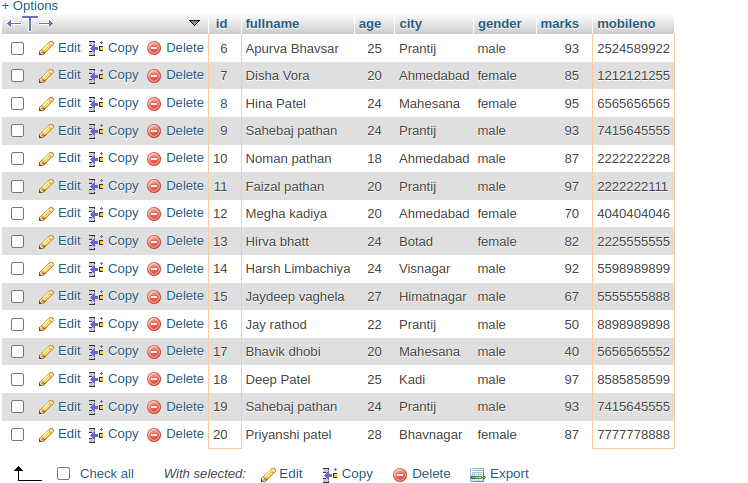 + Options
id fullname age city gender marks mobileno
Edit Copy Delete 6 Apurva Bhavsar 25 Prantij male 93 2524589922
Edit Copy Delete 7 Disha Vora 20 Ahmedabad female 85 1212121255
Edit Copy Delete 8 Hina Patel 24 Mahesana female 95 6565656565
Edit Copy Delete 9 Sahebaj pathan 24 Prantij male 93 7415645555
Edit Copy Delete 10 Noman pathan 18 Ahmedabad male 87 2222222228
Edit Copy Delete 11 Faizal pathan 20 Prantij male 97 2222222111
Edit Copy Delete 12 Megha kadiya 20 Ahmedabad female 70 4040404046
Edit Copy Delete 13 Hirva bhatt 24 Botad female 82 2225555555
Edit Copy Delete 14 Harsh Limbachiya 24 Visnagar male 92 5598989899
Edit Copy Delete 15 Jaydeep vaghela 27 Himatnagar male 67 5555555888
Edit Copy Delete 16 Jay rathod 22 Prantij male 50 8898989898
Edit Copy Delete 17 Bhavik dhobi 20 Mahesana male 40 5656565552
Edit Copy Delete 18 Deep Patel 25 Kadi male 97 8585858599
Edit Copy Delete 19 Sahebaj pathan 24 Prantij male 93 7415645555
Edit Copy Delete 20 Priyanshi patel 28 Bhavnagar female 87 7777778888
Check all With selected: Edit Copy Delete Export